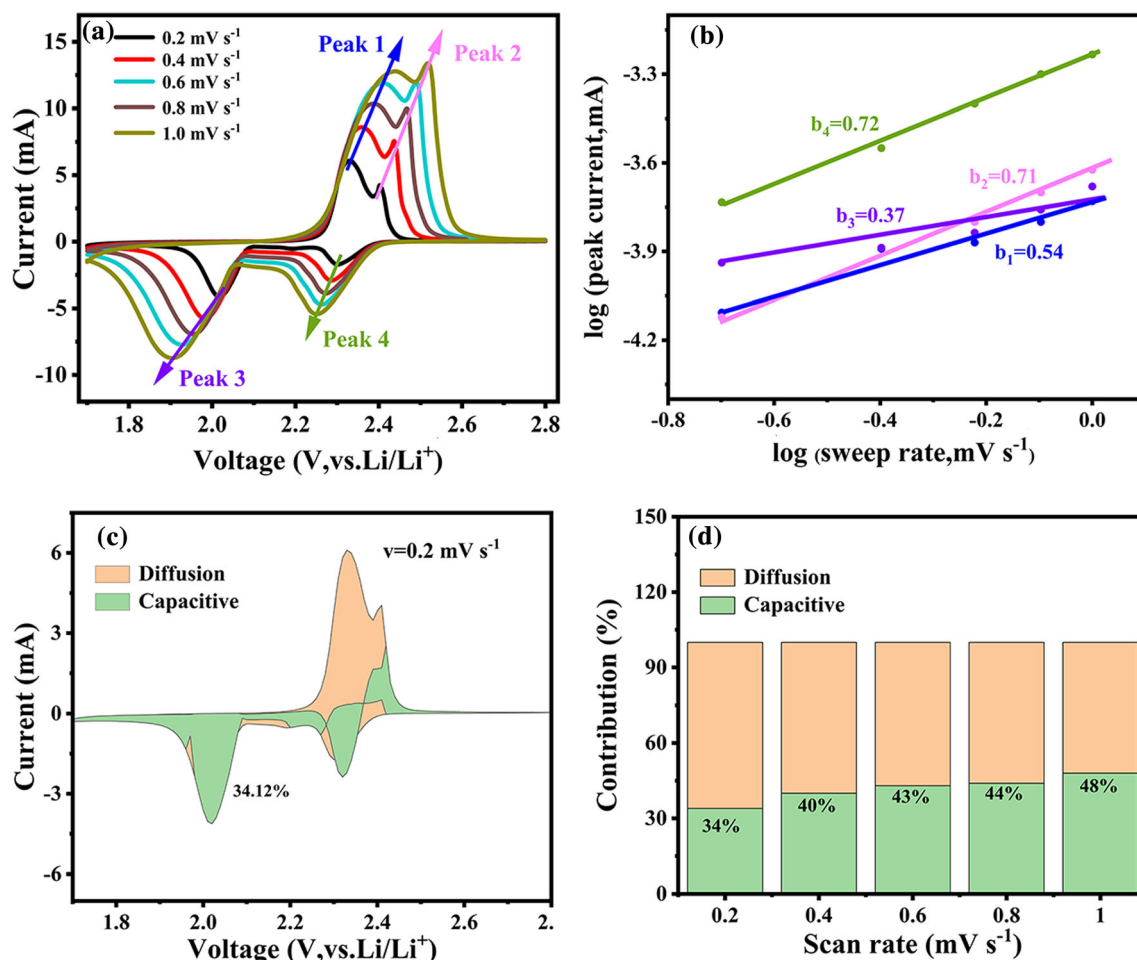 (a)
0.2 mV s⁻¹
0.4 mV s⁻¹
0.6 mV s⁻¹
0.8 mV s⁻¹
1.0 mV s⁻¹
Peak 1
Peak 2
Peak 3
Peak 4
15
10
5
0
-5
-10
Current (mA)
1.8 2.0 2.2 2.4 2.6 2.8
Voltage (V,vs.Li/Li⁺)
(b)
b₄=0.72
b₂=0.71
b₃=0.37
b₁=0.54
-3.3
-3.6
-3.9
-4.2
log (peak current,mA)
-0.8 -0.6 -0.4 -0.2 0.0
log (sweep rate,mV s⁻¹)
(c)
v=0.2 mV s⁻¹
Diffusion
Capacitive
34.12%
6
3
0
-3
-6
Current (mA)
1.8 2.0 2.2 2.4 2.6 2.
Voltage (V,vs.Li/Li⁺)
(d)
Diffusion
Capacitive
34% 40% 43% 44% 48%
150
120
90
60
30
0
Contribution (%)
0.2 0.4 0.6 0.8 1
Scan rate (mV s⁻¹)